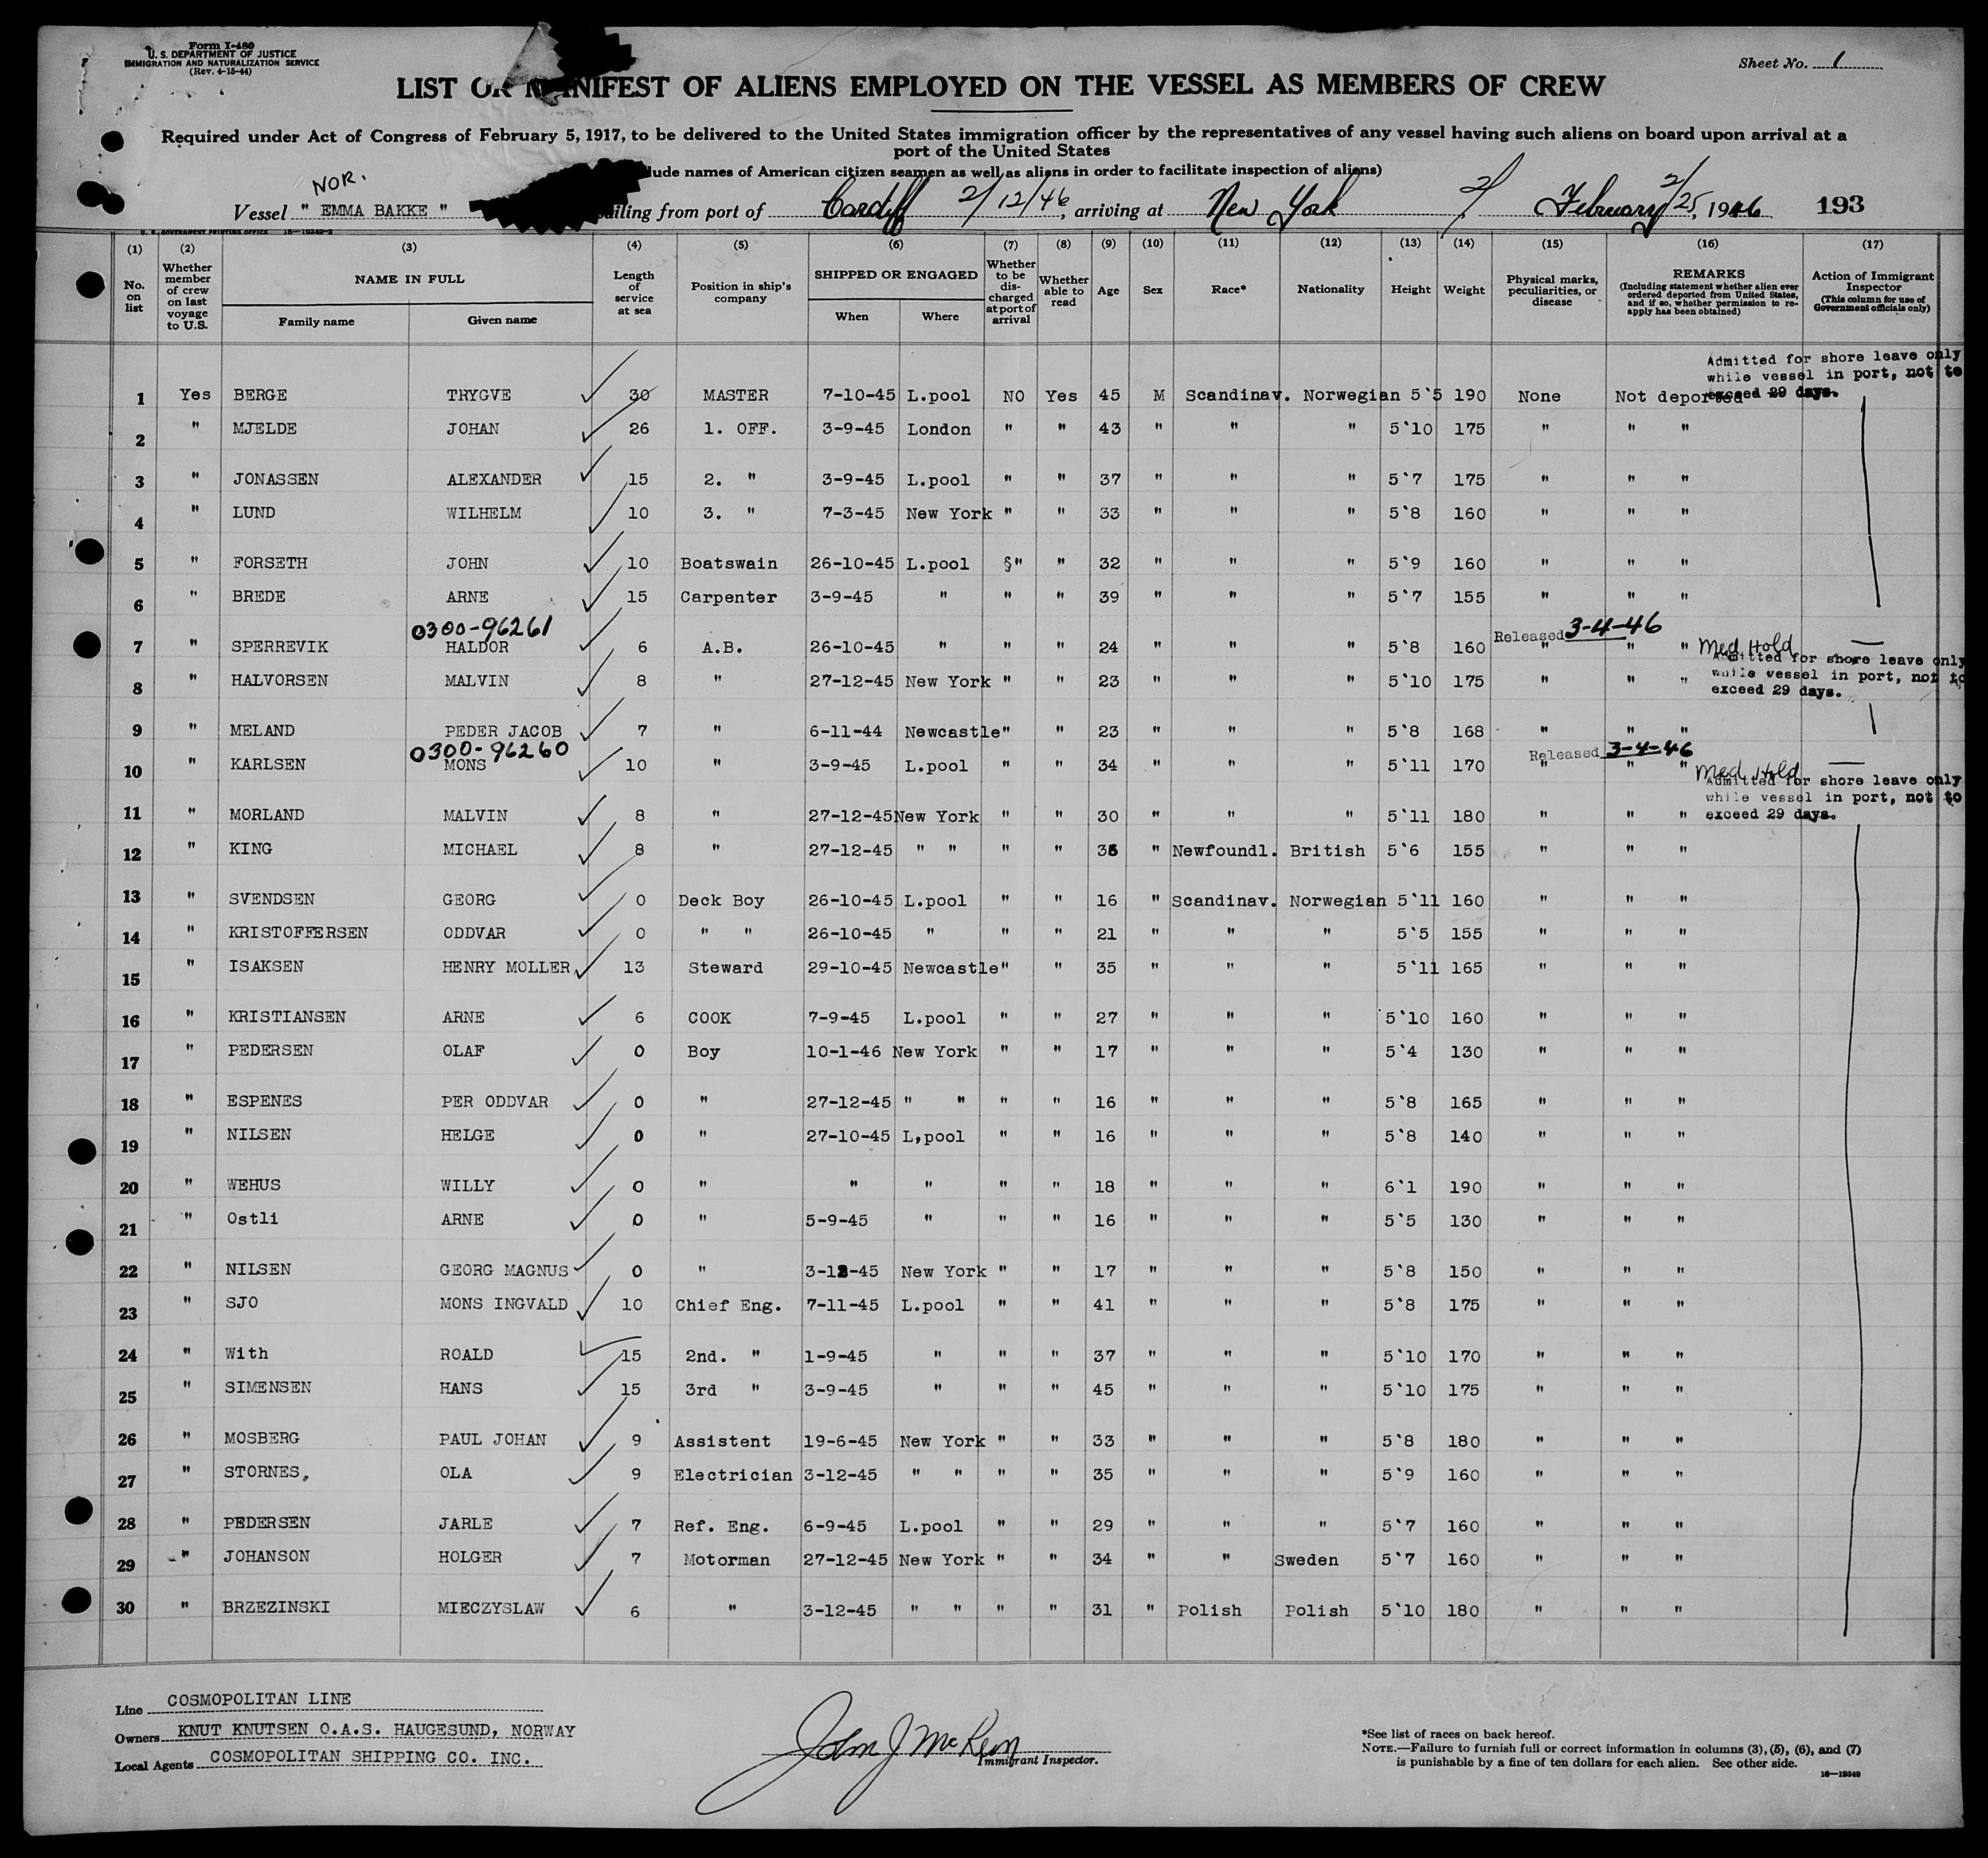 Form I-480
U. S. DEPARTMENT OF JUSTICE
IMMIGRATION AND NATURALIZATION SERVICE
(Rev. 4-15-44)
Sheet No. 1
LIST OR MANIFEST OF ALIENS EMPLOYED ON THE VESSEL AS MEMBERS OF CREW
Required under Act of Congress of February 5, 1917, to be delivered to the United States immigration officer by the representatives of any vessel having such aliens on board upon arrival at a
port of the United States
names of American citizen seamen as well as aliens in order to facilitate inspection of aliens)
NOR.
Vessel " EMMA BAKKE " sailing from port of Cardiff 2/12/46, arriving at New York, February 2/25, 1946 193
U. S. GOVERNMENT PRINTING OFFICE 16-19349-2
(1) (2) (3) (4) (5) (6) (7) (8) (9) (10) (11) (12) (13) (14) (15) (16) (17)
No. on list | Whether member of crew on last voyage to U.S. | NAME IN FULL | Family name | Given name | Length of service at sea | Position in ship's company | SHIPPED OR ENGAGED | When | Where | Whether to be discharged at port of arrival | Whether able to read | Age | Sex | Race* | Nationality | Height | Weight | Physical marks, peculiarities, or disease | REMARKS (Including statement whether alien ever ordered deported from United States, and if so, whether permission to reapply has been obtained) | Action of Immigrant Inspector (This column for use of Government officials only)
Admitted for shore leave only
while vessel in port, not to
exceed 29 days.
1 Yes BERGE TRYGVE 30 MASTER 7-10-45 L.pool NO Yes 45 M Scandinav. Norwegian 5'5 190 None Not deported
2 " MJELDE JOHAN 26 1. OFF. 3-9-45 London " " 43 " " " 5'10 175 " " "
3 " JONASSEN ALEXANDER 15 2. " 3-9-45 L.pool " " 37 " " " 5'7 175 " " "
4 " LUND WILHELM 10 3. " 7-3-45 New York " " 33 " " " 5'8 160 " " "
5 " FORSETH JOHN 10 Boatswain 26-10-45 L.pool §" " 32 " " " 5'9 160 " " "
6 " BREDE ARNE 15 Carpenter 3-9-45 " " " 39 " " " 5'7 155 " " "
0300-96261 Released 3-4-46
7 " SPERREVIK HALDOR 6 A.B. 26-10-45 " " " 24 " " " 5'8 160 " " " Med Hold
Admitted for shore leave only
while vessel in port, not to
exceed 29 days.
8 " HALVORSEN MALVIN 8 " 27-12-45 New York " " 23 " " " 5'10 175 " " "
9 " MELAND PEDER JACOB 7 " 6-11-44 Newcastle " " 23 " " " 5'8 168 " " "
0300-96260 Released 3-4-46
10 " KARLSEN MONS 10 " 3-9-45 L.pool " " 34 " " " 5'11 170 " " " Med Hold
Admitted for shore leave only
while vessel in port, not to
exceed 29 days.
11 " MORLAND MALVIN 8 " 27-12-45 New York " " 30 " " " 5'11 180 " " "
12 " KING MICHAEL 8 " 27-12-45 " " " " " Newfoundl. British 5'6 155 " " "
13 " SVENDSEN GEORG 0 Deck Boy 26-10-45 L.pool " " 16 " Scandinav. Norwegian 5'11 160 " " "
14 " KRISTOFFERSEN ODDVAR 0 " " 26-10-45 " " " 21 " " " 5'5 155 " " "
15 " ISAKSEN HENRY MOLLER 13 Steward 29-10-45 Newcastle " " 35 " " " 5'11 165 " " "
16 " KRISTIANSEN ARNE 6 COOK 7-9-45 L.pool " " 27 " " " 5'10 160 " " "
17 " PEDERSEN OLAF 0 Boy 10-1-46 New York " " 17 " " " 5'4 130 " " "
18 " ESPENES PER ODDVAR 0 " 27-12-45 " " " " 16 " " " 5'8 165 " " "
19 " NILSEN HELGE 0 " 27-10-45 L,pool " " 16 " " " 5'8 140 " " "
20 " WEHUS WILLY 0 " " " " " 18 " " " 6'1 190 " " "
21 " Ostli ARNE 0 " 5-9-45 " " " 16 " " " 5'5 130 " " "
22 " NILSEN GEORG MAGNUS 0 " 3-12-45 New York " " 17 " " " 5'8 150 " " "
23 " SJO MONS INGVALD 10 Chief Eng. 7-11-45 L.pool " " 41 " " " 5'8 175 " " "
24 " With ROALD 15 2nd. " 1-9-45 " " " 37 " " " 5'10 170 " " "
25 " SIMENSEN HANS 15 3rd " 3-9-45 " " " 45 " " " 5'10 175 " " "
26 " MOSBERG PAUL JOHAN 9 Assistent 19-6-45 New York " " 33 " " " 5'8 180 " " "
27 " STORNES, OLA 9 Electrician 3-12-45 " " " " 35 " " " 5'9 160 " " "
28 " PEDERSEN JARLE 7 Ref. Eng. 6-9-45 L.pool " " 29 " " " 5'7 160 " " "
29 " JOHANSON HOLGER 7 Motorman 27-12-45 New York " " 34 " " Sweden 5'7 160 " " "
30 " BRZEZINSKI MIECZYSLAW 6 " 3-12-45 " " " " 31 " Polish Polish 5'10 180 " " "
Line COSMOPOLITAN LINE
Owners KNUT KNUTSEN O.A.S. HAUGESUND, NORWAY
Local Agents COSMOPOLITAN SHIPPING CO. INC.
John J McKeon
Immigrant Inspector.
*See list of races on back hereof.
NOTE.—Failure to furnish full or correct information in columns (3), (5), (6), and (7)
is punishable by a fine of ten dollars for each alien. See other side.
16-19349